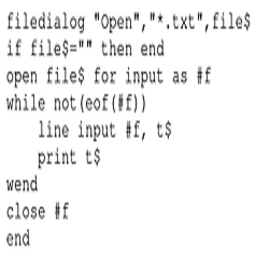 filedialog "Open","*.txt",file$
if file$="" then end
open file$ for input as #f
while not(eof(#f))
    line input #f, t$
    print t$
wend
close #f
end